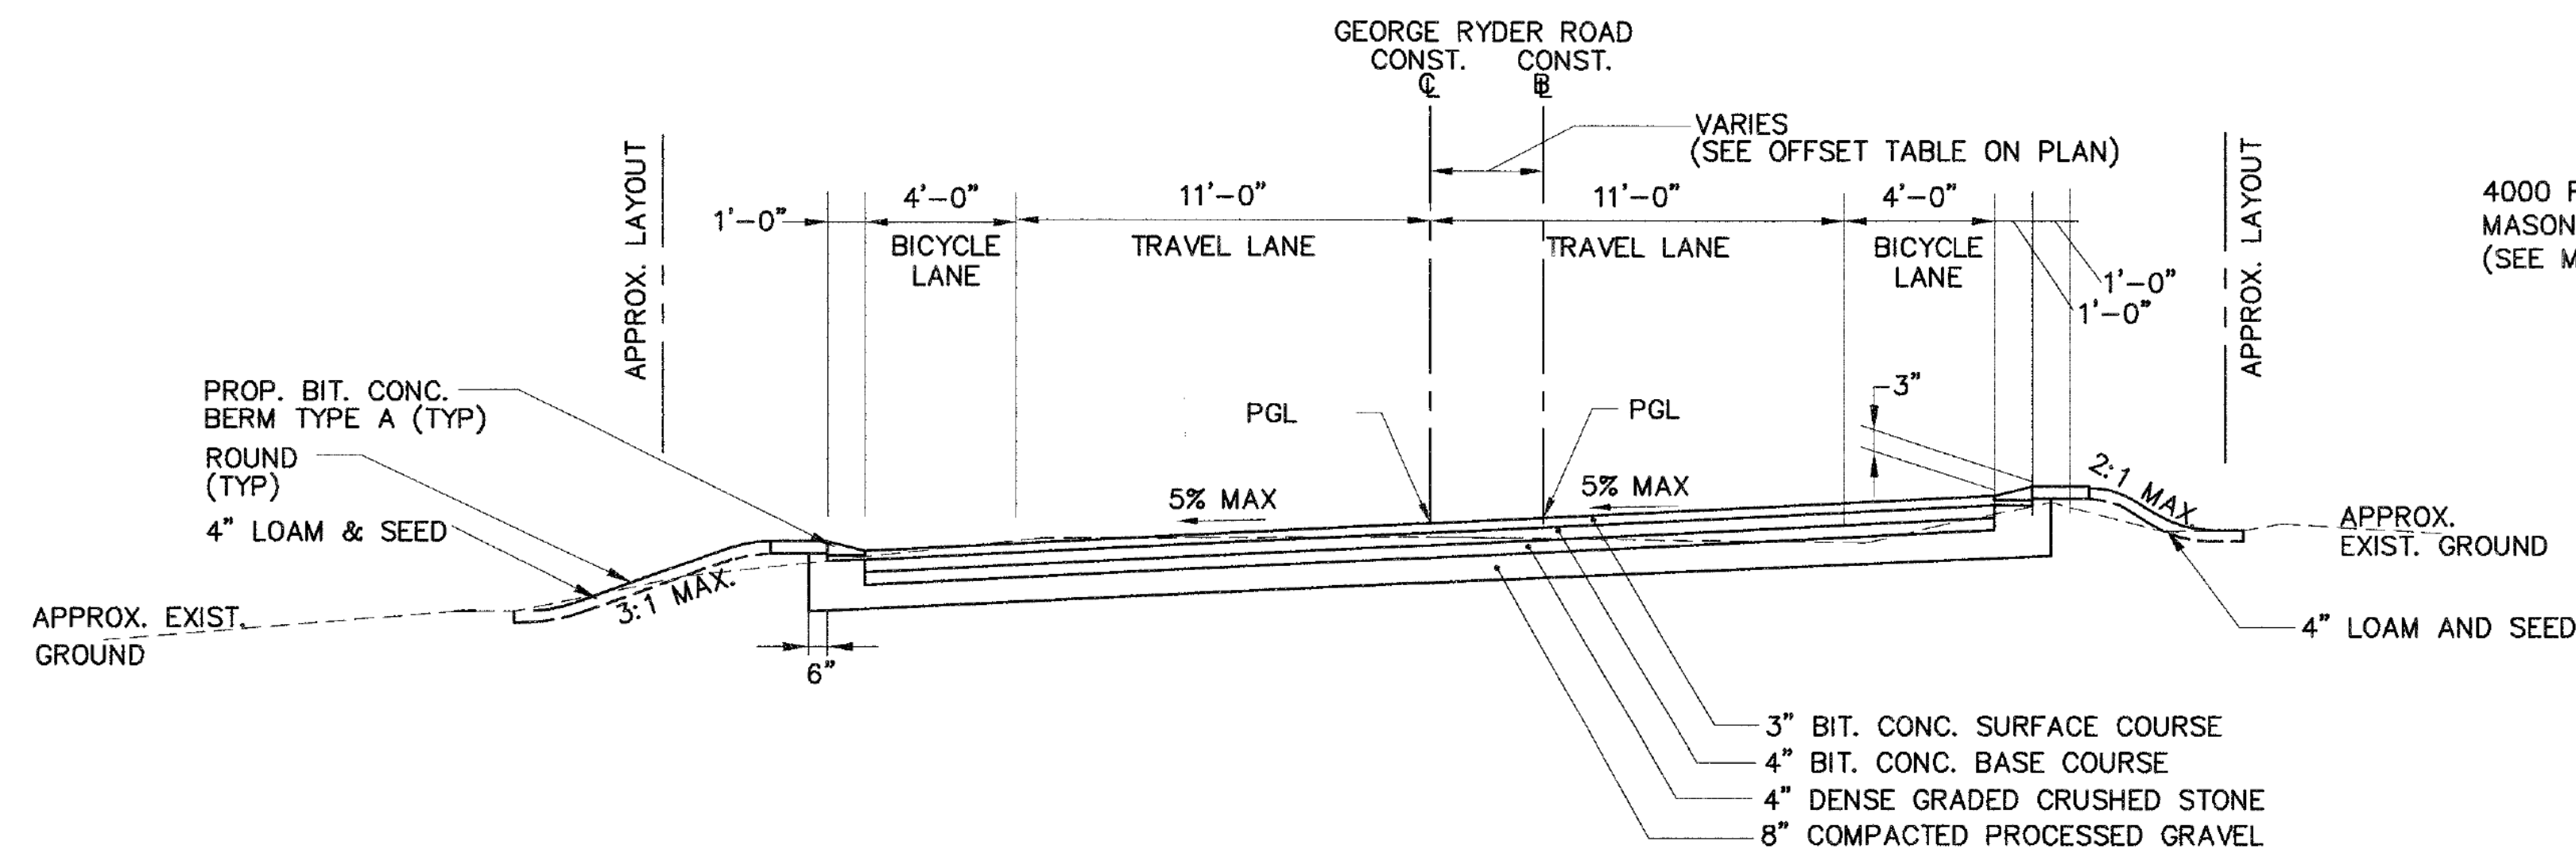 GEORGE RYDER ROAD
CONST. CONST.
℄ BL
VARIES
(SEE OFFSET TABLE ON PLAN)
APPROX. LAYOUT
1'-0"
4'-0"
11'-0"
11'-0"
4'-0"
BICYCLE
LANE
TRAVEL LANE
TRAVEL LANE
BICYCLE
LANE
1'-0"
1'-0"
APPROX. LAYOUT
4000
MASON
(SEE
3"
PROP. BIT. CONC.
BERM TYPE A (TYP)
ROUND
(TYP)
4" LOAM & SEED
PGL
PGL
5% MAX
5% MAX
2:1 MAX.
3:1 MAX.
APPROX. EXIST.
GROUND
APPROX.
EXIST. GROUND
6"
4" LOAM AND SEED
3" BIT. CONC. SURFACE COURSE
4" BIT. CONC. BASE COURSE
4" DENSE GRADED CRUSHED STONE
8" COMPACTED PROCESSED GRAVEL